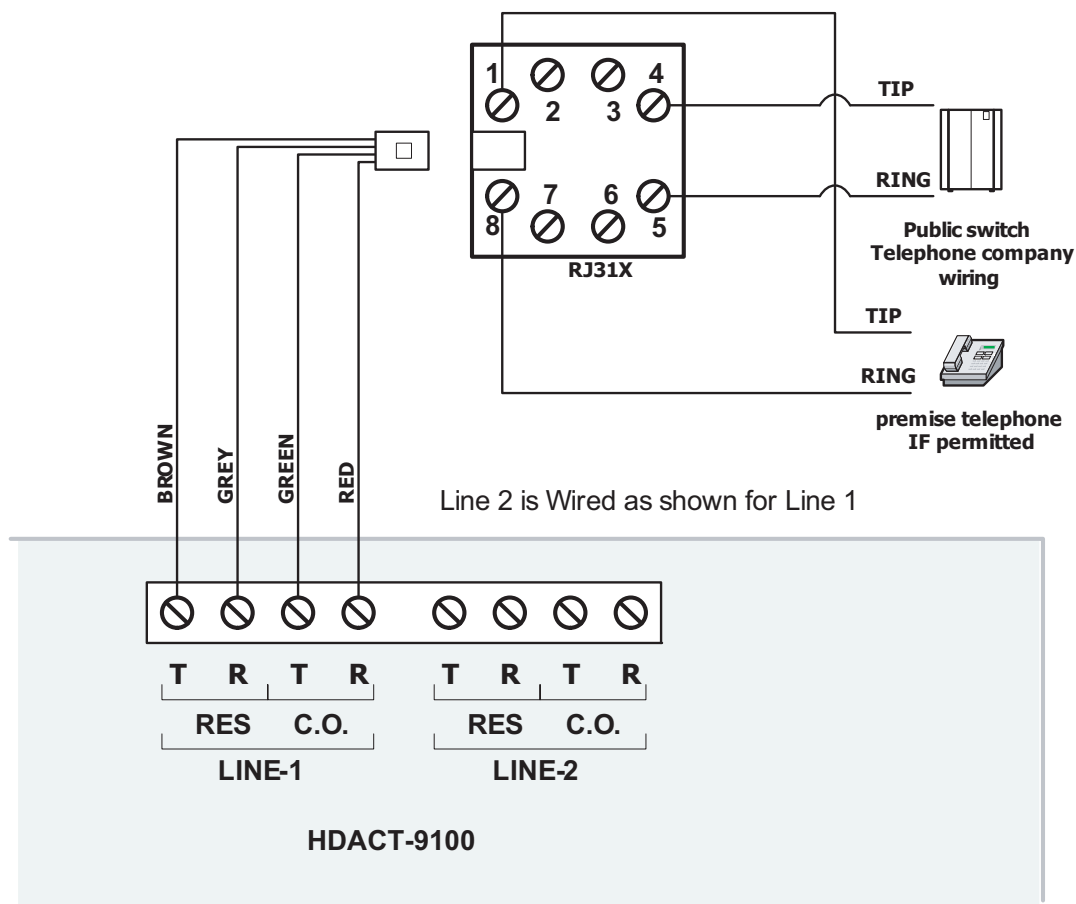 1 4
2 3
TIP
RING
7 6
8 5
RJ31X
Public switch
Telephone company
wiring
TIP
RING
premise telephone
IF permitted
BROWN
GREY
GREEN
RED
Line 2 is Wired as shown for Line 1
T R T R T R T R
RES C.O. RES C.O.
LINE-1 LINE-2
HDACT-9100